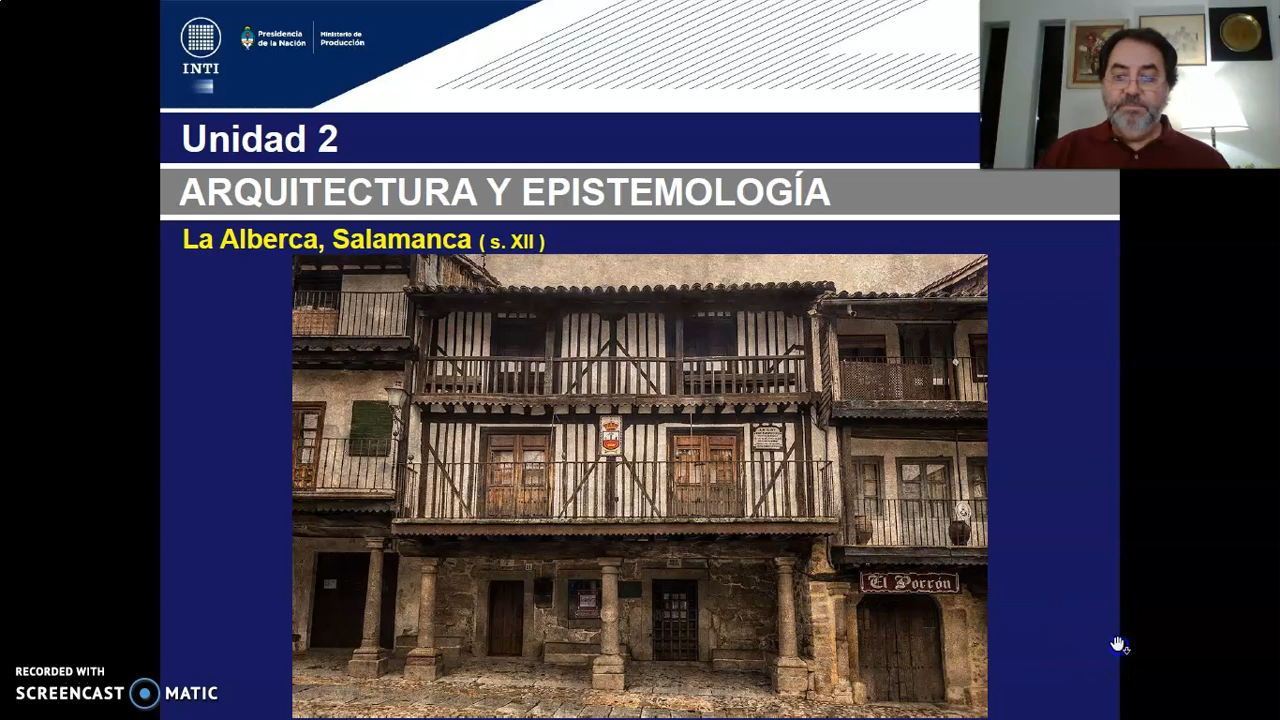 INTI
Presidencia
de la Nación
Ministerio de
Producción
Unidad 2
ARQUITECTURA Y EPISTEMOLOGÍA
La Alberca, Salamanca ( s. XII )
El Porrón
RECORDED WITH
SCREENCAST MATIC